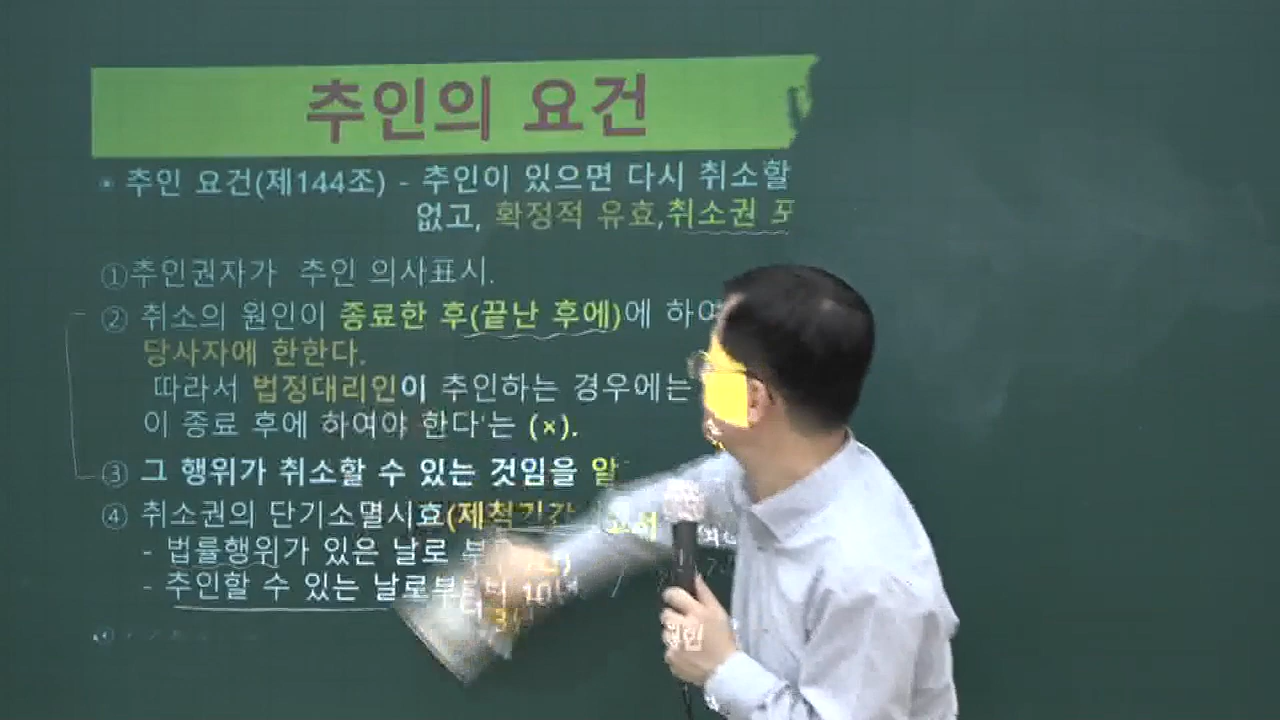 추인의 요건
추인 요건(제144조) - 추인이 있으면 다시 취소할
없고, 확정적 유효,취소권
①추인권자가 추인 의사표시.
② 취소의 원인이 종료한 후(끝난 후에)에 하여
당사자에 한한다.
따라서 법정대리인이 추인하는 경우에는
이 종료 후에 하여야 한다'는 (×).
③ 그 행위가 취소할 수 있는 것임을 알
④ 취소권의 단기소멸시효(제척기간
- 법률행위가 있은 날로 부
- 추인할 수 있는 날로부터